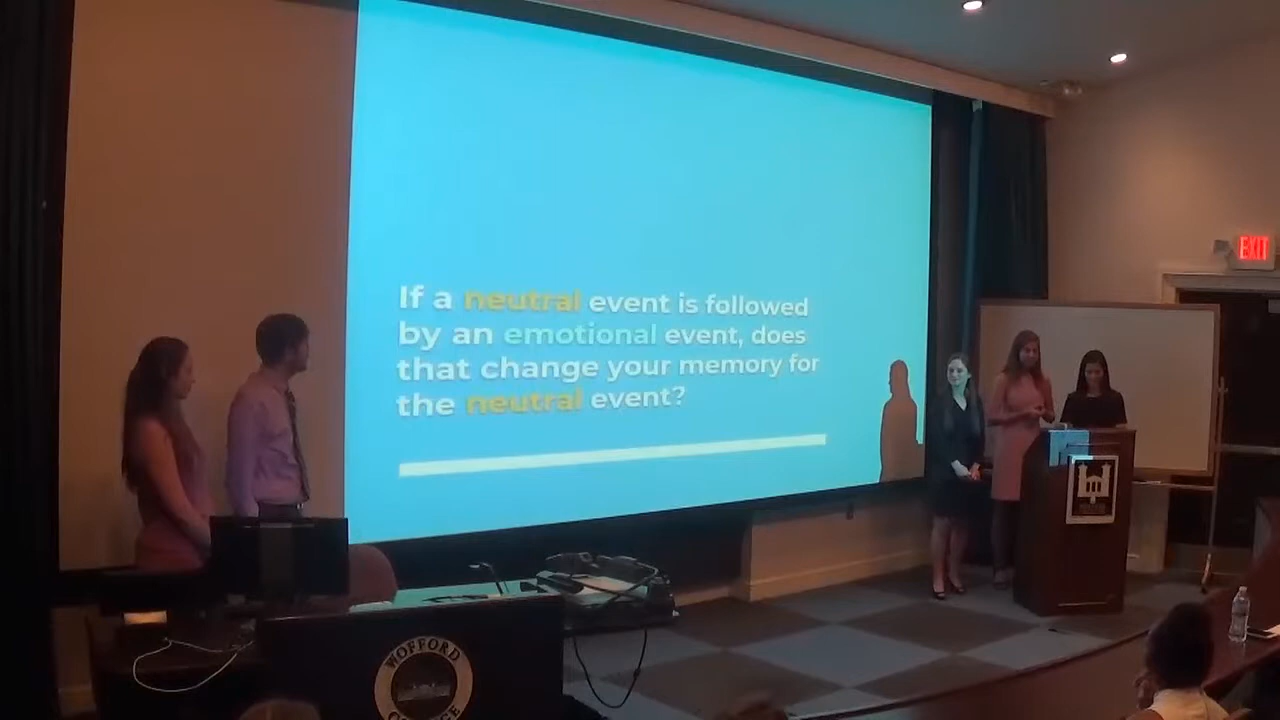 If a neutral event is followed
by an emotional event, does
that change your memory for
the neutral event?
EXIT
WOFFORD